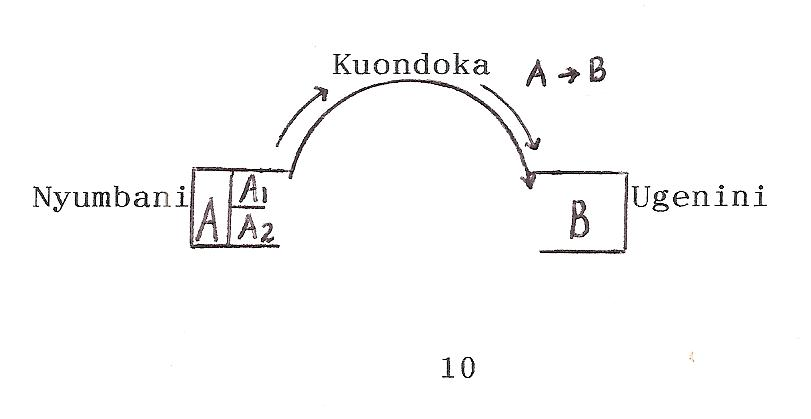 Kuondoka
A → B
Nyumbani
A
A1
A2
B
Ugenini
10